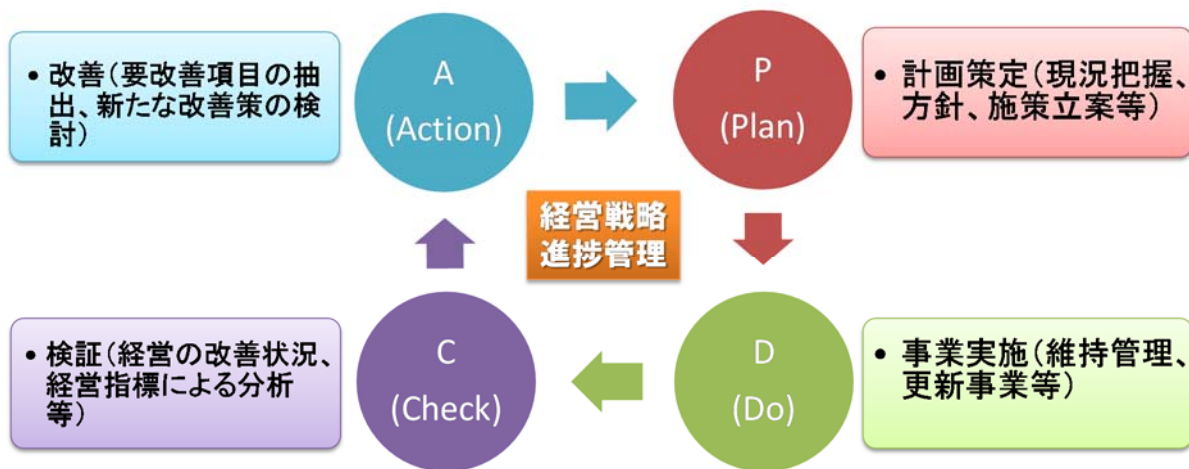 • 改善(要改善項目の抽
出、新たな改善策の検
討)
A
(Action)
P
(Plan)
• 計画策定(現況把握、
方針、施策立案等)
経営戦略
進捗管理
• 検証(経営の改善状況、
経営指標による分析
等)
C
(Check)
D
(Do)
• 事業実施(維持管理、
更新事業等)